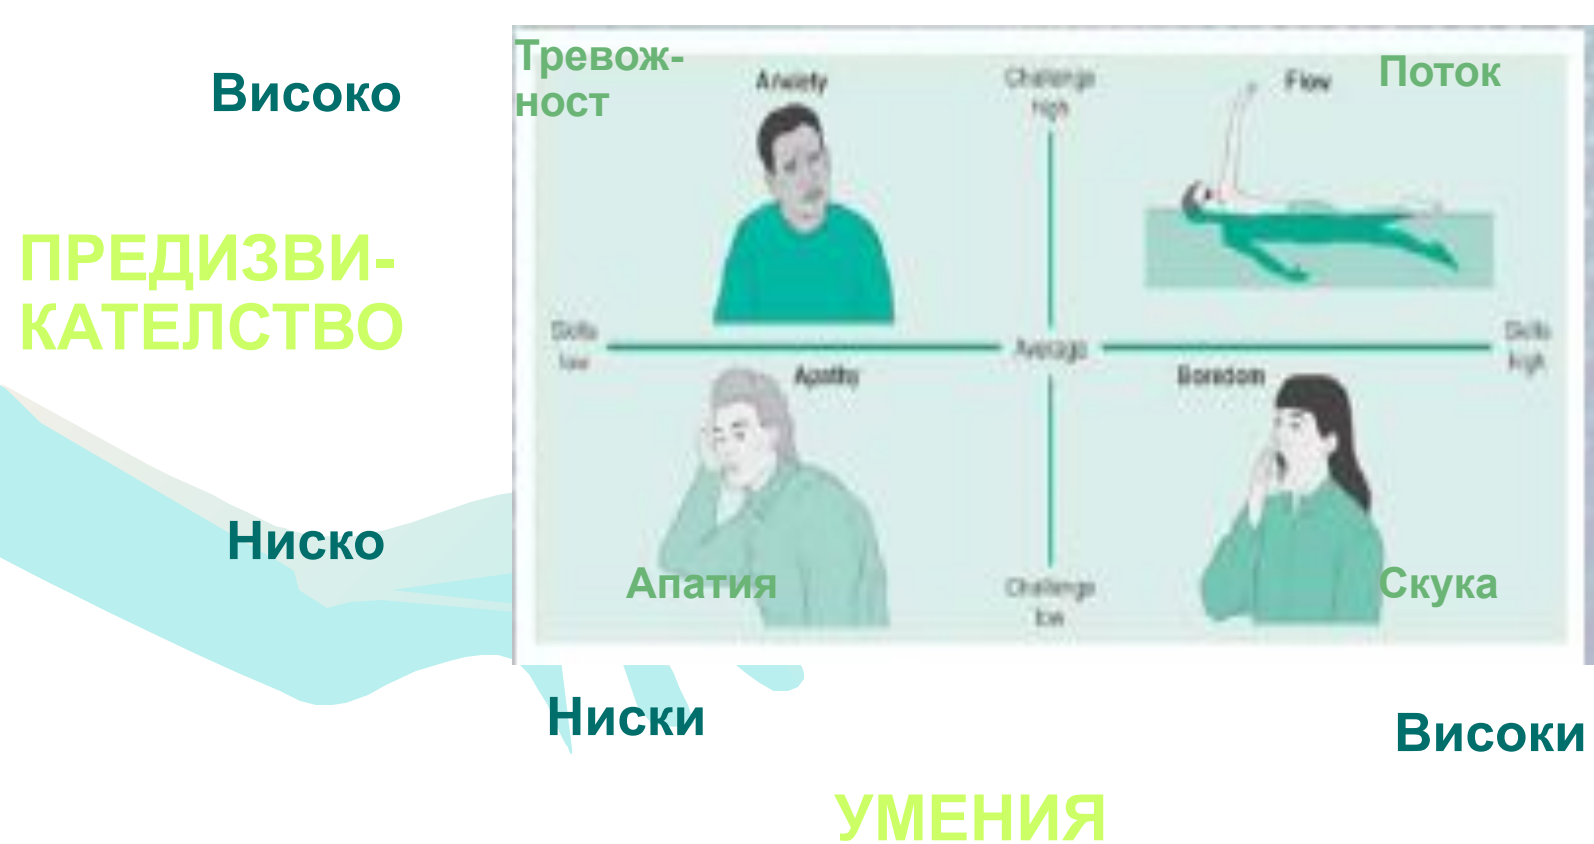 Високо
Тревож-
ност
Anxiety
Challenge
high
Flow
Поток
ПРЕДИЗВИ-
КАТЕЛСТВО
Skills
low
Average
Skills
high
Apathy
Boredom
Ниско
Апатия
Challenge
low
Скука
Ниски
Високи
УМЕНИЯ